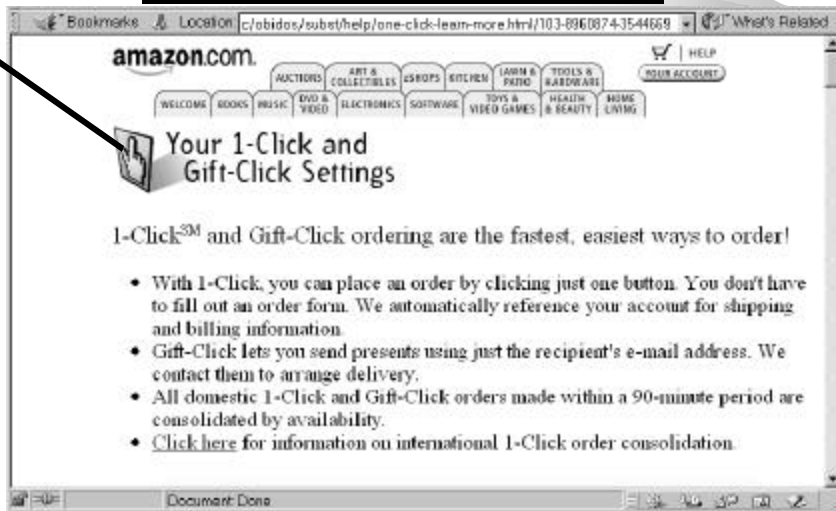 Bookmarks Location: c/obidos/subst/help/one-click-learn-more.html/103-8960874-3544669 What's Related
amazon.com. HELP
YOUR ACCOUNT
AUCTIONS ART & COLLECTIBLES zSHOPS KITCHEN LAWN & PATIO TOOLS & HARDWARE
WELCOME BOOKS MUSIC DVD & VIDEO ELECTRONICS SOFTWARE TOYS & VIDEO GAMES HEALTH & BEAUTY HOME LIVING
Your 1-Click and
Gift-Click Settings
1-ClickSM and Gift-Click ordering are the fastest, easiest ways to order!
• With 1-Click, you can place an order by clicking just one button. You don't have
to fill out an order form. We automatically reference your account for shipping
and billing information.
• Gift-Click lets you send presents using just the recipient's e-mail address. We
contact them to arrange delivery.
• All domestic 1-Click and Gift-Click orders made within a 90-minute period are
consolidated by availability.
• Click here for information on international 1-Click order consolidation.
Document: Done